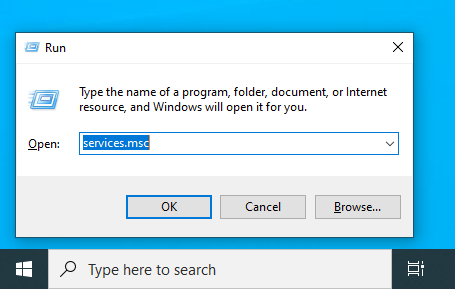 Run
Type the name of a program, folder, document, or Internet
resource, and Windows will open it for you.
Open: services.msc
OK Cancel Browse...
Type here to search